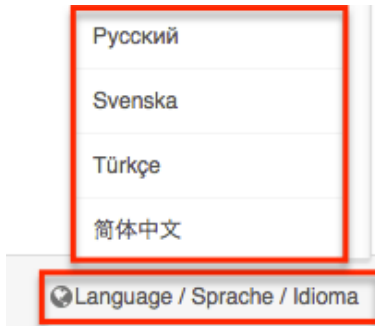 Русский
Svenska
Türkçe
简体中文
Language / Sprache / Idioma